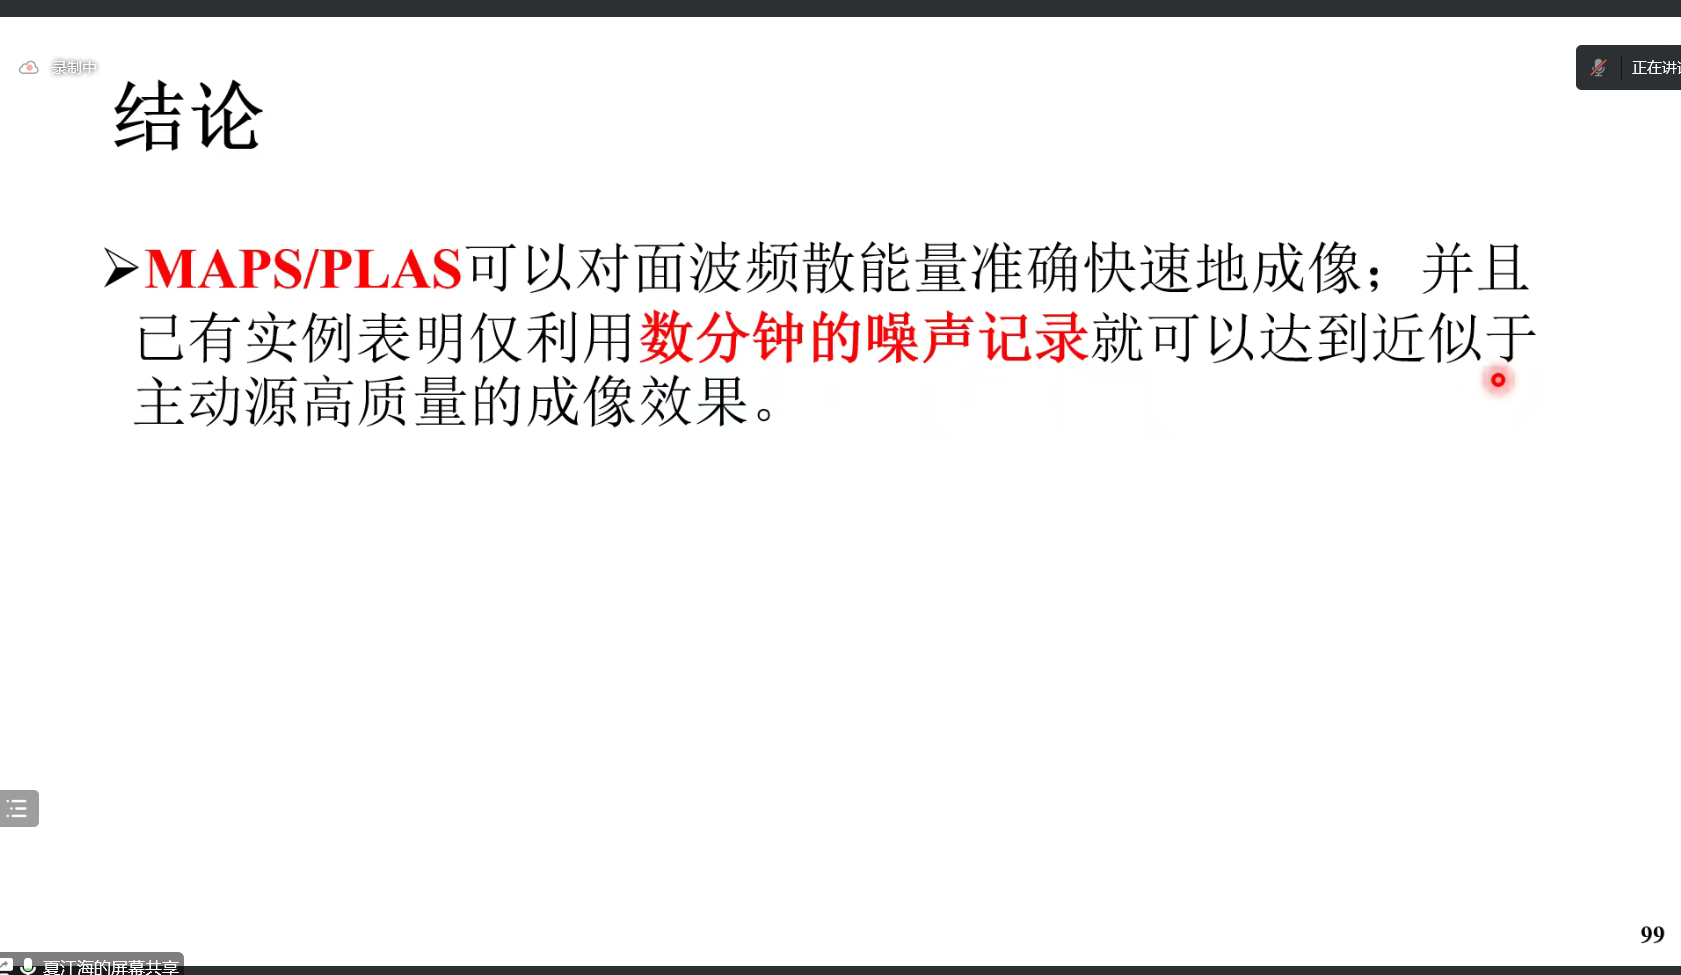 录制中
正在讲
结论
➢MAPS/PLAS可以对面波频散能量准确快速地成像；并且
已有实例表明仅利用数分钟的噪声记录就可以达到近似于
主动源高质量的成像效果。
99
夏江海的屏幕共享